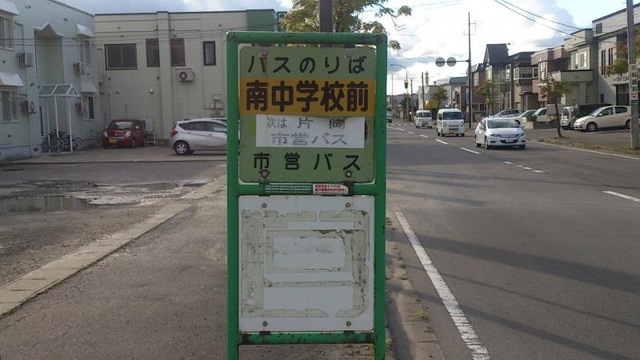 バスのりば
南中学校前
次は 片岡
市営バス
市営バス